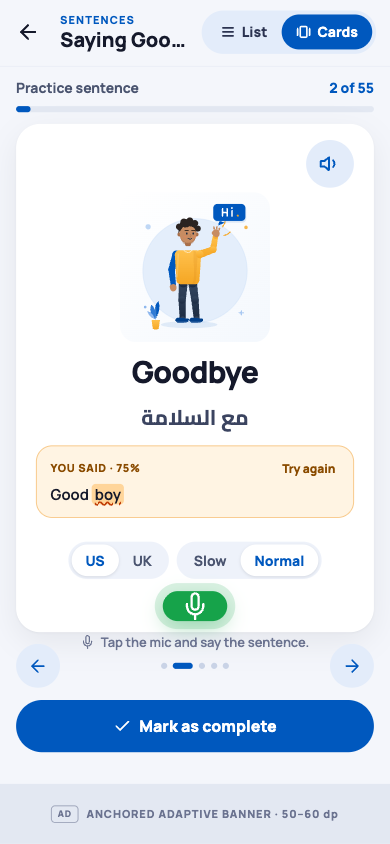 SENTENCES
Saying Goo...
List
Cards
Practice sentence
2 of 55
Hi.
Goodbye
مع السلامة
YOU SAID · 75%
Try again
Good boy
US
UK
Slow
Normal
Tap the mic and say the sentence.
Mark as complete
AD
ANCHORED ADAPTIVE BANNER · 50–60 dp